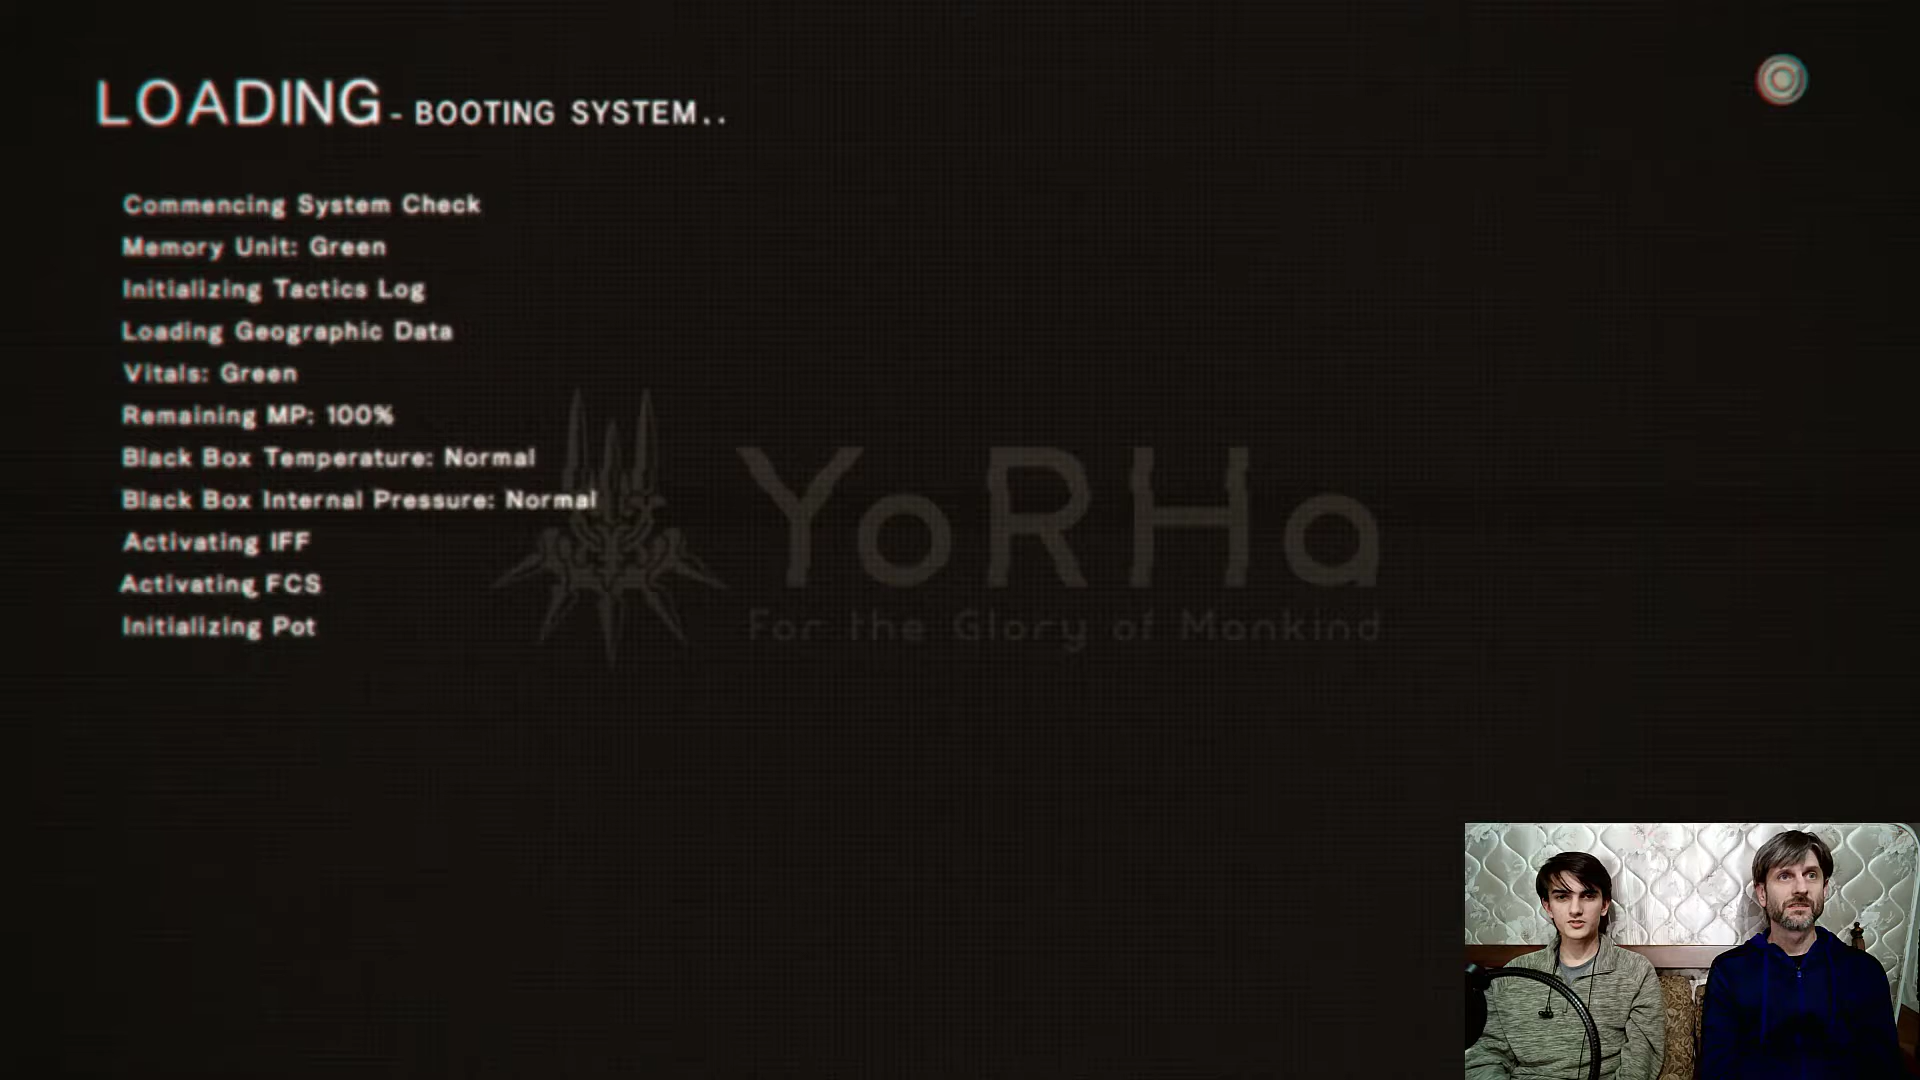 LOADING - BOOTING SYSTEM..
Commencing System Check
Memory Unit: Green
Initializing Tactics Log
Loading Geographic Data
Vitals: Green
Remaining MP: 100%
Black Box Temperature: Normal
Black Box Internal Pressure: Normal
Activating IFF
Activating FCS
Initializing Pot
YoRHa
For the Glory of Mankind